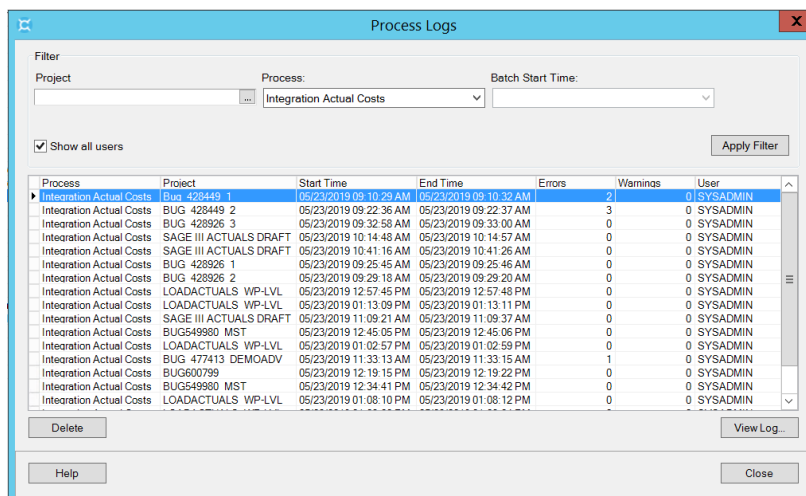 Process Logs
X
Filter
Project Process: Batch Start Time:
... Integration Actual Costs
Show all users Apply Filter
Process Project Start Time End Time Errors Warnings User
Integration Actual Costs Bug 428449 1 05/23/2019 09:10:29 AM 05/23/2019 09:10:32 AM 2 0 SYSADMIN
Integration Actual Costs BUG 428449 2 05/23/2019 09:22:36 AM 05/23/2019 09:22:37 AM 3 0 SYSADMIN
Integration Actual Costs BUG 428926 3 05/23/2019 09:32:58 AM 05/23/2019 09:33:00 AM 0 0 SYSADMIN
Integration Actual Costs SAGE III ACTUALS DRAFT 05/23/2019 10:14:48 AM 05/23/2019 10:14:57 AM 0 0 SYSADMIN
Integration Actual Costs SAGE III ACTUALS DRAFT 05/23/2019 10:41:16 AM 05/23/2019 10:41:26 AM 0 0 SYSADMIN
Integration Actual Costs BUG 428926 1 05/23/2019 09:25:45 AM 05/23/2019 09:25:46 AM 0 0 SYSADMIN
Integration Actual Costs BUG 428926 2 05/23/2019 09:29:18 AM 05/23/2019 09:29:20 AM 0 0 SYSADMIN
Integration Actual Costs LOADACTUALS WP-LVL 05/23/2019 12:57:45 PM 05/23/2019 12:57:48 PM 0 0 SYSADMIN
Integration Actual Costs LOADACTUALS WP-LVL 05/23/2019 01:13:09 PM 05/23/2019 01:13:11 PM 0 0 SYSADMIN
Integration Actual Costs SAGE III ACTUALS DRAFT 05/23/2019 11:09:21 AM 05/23/2019 11:09:37 AM 0 0 SYSADMIN
Integration Actual Costs BUG549980 MST 05/23/2019 12:45:05 PM 05/23/2019 12:45:06 PM 0 0 SYSADMIN
Integration Actual Costs LOADACTUALS WP-LVL 05/23/2019 01:02:57 PM 05/23/2019 01:02:59 PM 0 0 SYSADMIN
Integration Actual Costs BUG 477413 DEMOADV 05/23/2019 11:33:13 AM 05/23/2019 11:33:15 AM 1 0 SYSADMIN
Integration Actual Costs BUG600799 05/23/2019 12:19:15 PM 05/23/2019 12:19:22 PM 0 0 SYSADMIN
Integration Actual Costs BUG549980 MST 05/23/2019 12:34:41 PM 05/23/2019 12:34:42 PM 0 0 SYSADMIN
Integration Actual Costs LOADACTUALS WP-LVL 05/23/2019 01:08:10 PM 05/23/2019 01:08:12 PM 0 0 SYSADMIN
Delete View Log...
Help Close